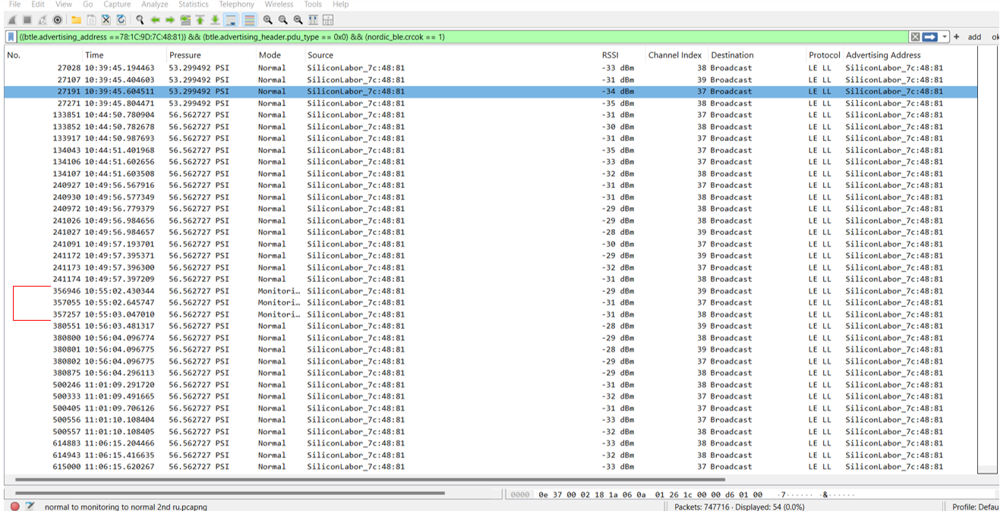 File Edit View Go Capture Analyze Statistics Telephony Wireless Tools Help
((btle.advertising_address ==78:1C:9D:7C:48:81)) && (btle.advertising_header.pdu_type == 0x0) && (nordic_ble.crcok == 1) + add ok
No. Time Pressure Mode Source RSSI Channel Index Destination Protocol Advertising Address
27028 10:39:45.194463 53.299492 PSI Normal SiliconLabor_7c:48:81 -33 dBm 38 Broadcast LE LL SiliconLabor_7c:48:81
27107 10:39:45.404603 53.299492 PSI Normal SiliconLabor_7c:48:81 -31 dBm 39 Broadcast LE LL SiliconLabor_7c:48:81
27191 10:39:45.604511 53.299492 PSI Normal SiliconLabor_7c:48:81 -34 dBm 37 Broadcast LE LL SiliconLabor_7c:48:81
27271 10:39:45.804471 53.299492 PSI Normal SiliconLabor_7c:48:81 -35 dBm 38 Broadcast LE LL SiliconLabor_7c:48:81
133851 10:44:50.780904 56.562727 PSI Normal SiliconLabor_7c:48:81 -31 dBm 37 Broadcast LE LL SiliconLabor_7c:48:81
133852 10:44:50.782678 56.562727 PSI Normal SiliconLabor_7c:48:81 -30 dBm 38 Broadcast LE LL SiliconLabor_7c:48:81
133917 10:44:50.987693 56.562727 PSI Normal SiliconLabor_7c:48:81 -31 dBm 37 Broadcast LE LL SiliconLabor_7c:48:81
134043 10:44:51.401968 56.562727 PSI Normal SiliconLabor_7c:48:81 -35 dBm 37 Broadcast LE LL SiliconLabor_7c:48:81
134106 10:44:51.602656 56.562727 PSI Normal SiliconLabor_7c:48:81 -33 dBm 37 Broadcast LE LL SiliconLabor_7c:48:81
134107 10:44:51.603508 56.562727 PSI Normal SiliconLabor_7c:48:81 -32 dBm 38 Broadcast LE LL SiliconLabor_7c:48:81
240927 10:49:56.567916 56.562727 PSI Normal SiliconLabor_7c:48:81 -31 dBm 37 Broadcast LE LL SiliconLabor_7c:48:81
240930 10:49:56.577349 56.562727 PSI Normal SiliconLabor_7c:48:81 -31 dBm 38 Broadcast LE LL SiliconLabor_7c:48:81
240972 10:49:56.779379 56.562727 PSI Normal SiliconLabor_7c:48:81 -29 dBm 38 Broadcast LE LL SiliconLabor_7c:48:81
241026 10:49:56.984656 56.562727 PSI Normal SiliconLabor_7c:48:81 -29 dBm 38 Broadcast LE LL SiliconLabor_7c:48:81
241027 10:49:56.984657 56.562727 PSI Normal SiliconLabor_7c:48:81 -28 dBm 39 Broadcast LE LL SiliconLabor_7c:48:81
241091 10:49:57.193701 56.562727 PSI Normal SiliconLabor_7c:48:81 -30 dBm 37 Broadcast LE LL SiliconLabor_7c:48:81
241172 10:49:57.395371 56.562727 PSI Normal SiliconLabor_7c:48:81 -29 dBm 39 Broadcast LE LL SiliconLabor_7c:48:81
241173 10:49:57.396300 56.562727 PSI Normal SiliconLabor_7c:48:81 -32 dBm 37 Broadcast LE LL SiliconLabor_7c:48:81
241174 10:49:57.397209 56.562727 PSI Normal SiliconLabor_7c:48:81 -31 dBm 38 Broadcast LE LL SiliconLabor_7c:48:81
356946 10:55:02.430344 56.562727 PSI Monitori… SiliconLabor_7c:48:81 -29 dBm 39 Broadcast LE LL SiliconLabor_7c:48:81
357055 10:55:02.645747 56.562727 PSI Monitori… SiliconLabor_7c:48:81 -31 dBm 37 Broadcast LE LL SiliconLabor_7c:48:81
357257 10:55:03.047010 56.562727 PSI Monitori… SiliconLabor_7c:48:81 -31 dBm 38 Broadcast LE LL SiliconLabor_7c:48:81
380551 10:56:03.481317 56.562727 PSI Normal SiliconLabor_7c:48:81 -28 dBm 39 Broadcast LE LL SiliconLabor_7c:48:81
380800 10:56:04.096774 56.562727 PSI Normal SiliconLabor_7c:48:81 -29 dBm 38 Broadcast LE LL SiliconLabor_7c:48:81
380801 10:56:04.096775 56.562727 PSI Normal SiliconLabor_7c:48:81 -28 dBm 39 Broadcast LE LL SiliconLabor_7c:48:81
380802 10:56:04.096775 56.562727 PSI Normal SiliconLabor_7c:48:81 -29 dBm 37 Broadcast LE LL SiliconLabor_7c:48:81
380875 10:56:04.296113 56.562727 PSI Normal SiliconLabor_7c:48:81 -29 dBm 38 Broadcast LE LL SiliconLabor_7c:48:81
500246 11:01:09.291720 56.562727 PSI Normal SiliconLabor_7c:48:81 -31 dBm 38 Broadcast LE LL SiliconLabor_7c:48:81
500333 11:01:09.491665 56.562727 PSI Normal SiliconLabor_7c:48:81 -32 dBm 37 Broadcast LE LL SiliconLabor_7c:48:81
500405 11:01:09.706126 56.562727 PSI Normal SiliconLabor_7c:48:81 -31 dBm 37 Broadcast LE LL SiliconLabor_7c:48:81
500556 11:01:10.108404 56.562727 PSI Normal SiliconLabor_7c:48:81 -33 dBm 37 Broadcast LE LL SiliconLabor_7c:48:81
500557 11:01:10.108405 56.562727 PSI Normal SiliconLabor_7c:48:81 -32 dBm 38 Broadcast LE LL SiliconLabor_7c:48:81
614883 11:06:15.204466 56.562727 PSI Normal SiliconLabor_7c:48:81 -33 dBm 38 Broadcast LE LL SiliconLabor_7c:48:81
614943 11:06:15.416635 56.562727 PSI Normal SiliconLabor_7c:48:81 -32 dBm 38 Broadcast LE LL SiliconLabor_7c:48:81
615000 11:06:15.620267 56.562727 PSI Normal SiliconLabor_7c:48:81 -33 dBm 37 Broadcast LE LL SiliconLabor_7c:48:81
0000 0e 37 00 02 18 1a 06 0a 01 26 1c 00 00 d6 01 00 ·7······ ·&······
normal to monitoring to normal 2nd ru.pcapng Packets: 747716 · Displayed: 54 (0.0%) Profile: Defau